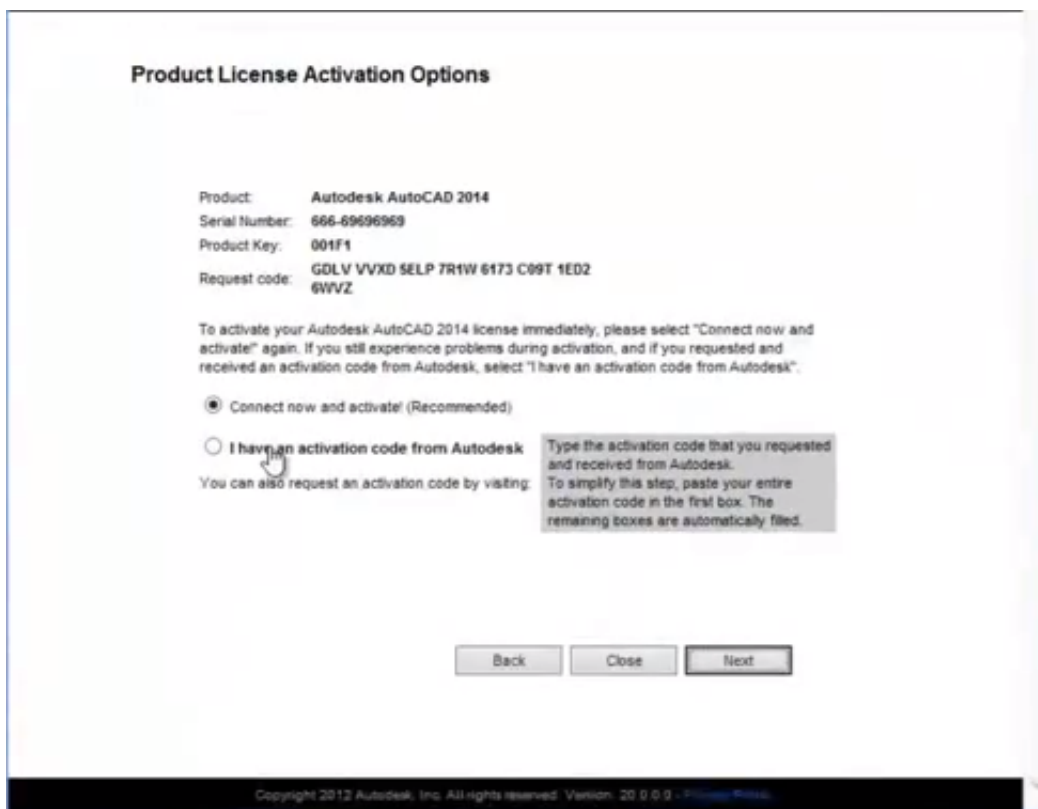 Product License Activation Options
Product: Autodesk AutoCAD 2014
Serial Number: 666-69696969
Product Key: 001F1
Request code: GDLV VVXD 5ELP 7R1W 6173 C09T 1ED2
6WVZ
To activate your Autodesk AutoCAD 2014 license immediately, please select "Connect now and
activate!" again. If you still experience problems during activation, and if you requested and
received an activation code from Autodesk, select "I have an activation code from Autodesk".
Connect now and activate! (Recommended)
I have an activation code from Autodesk
You can also request an activation code by visiting:
Type the activation code that you requested
and received from Autodesk.
To simplify this step, paste your entire
activation code in the first box. The
remaining boxes are automatically filled.
Back Close Next
Copyright 2012 Autodesk, Inc. All rights reserved. Version: 20.0.0.0 -